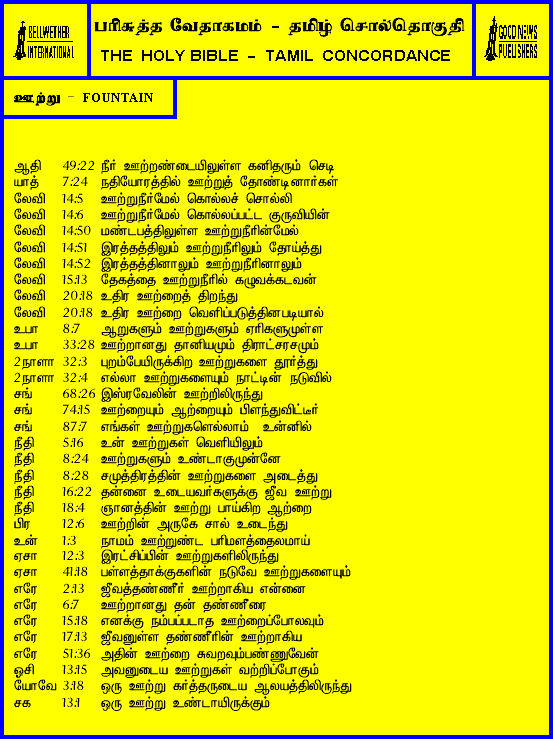 BELLWETHER
INTERNATIONAL
பரிசுத்த வேதாகமம் - தமிழ் சொல்தொகுதி
THE HOLY BIBLE - TAMIL CONCORDANCE
GOOD NEWS
PUBLISHERS
ஊற்று - FOUNTAIN
ஆதி 49:22 நீர் ஊற்றண்டையிலுள்ள கனிதரும் செடி
யாத் 7:24 நதியோரத்தில் ஊற்றுத் தோண்டினார்கள்
லேவி 14:5 ஊற்றுநீர்மேல் கொல்லச் சொல்லி
லேவி 14:6 ஊற்றுநீர்மேல் கொல்லப்பட்ட குருவியின்
லேவி 14:50 மண்டபத்திலுள்ள ஊற்றுநீரின்மேல்
லேவி 14:51 இரத்தத்திலும் ஊற்றுநீரிலும் தோய்த்து
லேவி 14:52 இரத்தத்தினாலும் ஊற்றுநீரினாலும்
லேவி 15:13 தேகத்தை ஊற்றுநீரில் கழுவக்கடவன்
லேவி 20:18 உதிர ஊற்றைத் திறந்து
லேவி 20:18 உதிர ஊற்றை வெளிப்படுத்தினபடியால்
உபா 8:7 ஆறுகளும் ஊற்றுகளும் ஏரிகளுமுள்ள
உபா 33:28 ஊற்றானது தானியமும் திராட்சரசமும்
2நாளா 32:3 புறம்பேயிருக்கிற ஊற்றுகளை தூர்த்து
2நாளா 32:4 எல்லா ஊற்றுகளையும் நாட்டின் நடுவில்
சங் 68:26 இஸ்ரவேலின் ஊற்றிலிருந்து
சங் 74:15 ஊற்றையும் ஆற்றையும் பிளந்துவிட்டீர்
சங் 87:7 எங்கள் ஊற்றுகளெல்லாம் உன்னில்
நீதி 5:16 உன் ஊற்றுகள் வெளியிலும்
நீதி 8:24 ஊற்றுகளும் உண்டாகுமுன்னே
நீதி 8:28 சமுத்திரத்தின் ஊற்றுகளை அடைத்து
நீதி 16:22 தன்னை உடையவர்களுக்கு ஜீவ ஊற்று
நீதி 18:4 ஞானத்தின் ஊற்று பாய்கிற ஆற்றை
பிர 12:6 ஊற்றின் அருகே சால் உடைந்து
உன் 1:3 நாமம் ஊற்றுண்ட பரிமளத்தைலமாய்
ஏசா 12:3 இரட்சிப்பின் ஊற்றுகளிலிருந்து
ஏசா 41:18 பள்ளத்தாக்குகளின் நடுவே ஊற்றுகளையும்
எரே 2:13 ஜீவத்தண்ணீர் ஊற்றாகிய என்னை
எரே 6:7 ஊற்றானது தன் தண்ணீரை
எரே 15:18 எனக்கு நம்பப்படாத ஊற்றைப்போலவும்
எரே 17:13 ஜீவனுள்ள தண்ணீரின் ஊற்றாகிய
எரே 51:36 அதின் ஊற்றை சுவறவும்பண்ணுவேன்
ஓசி 13:15 அவனுடைய ஊற்றுகள் வற்றிப்போகும்
யோவே 3:18 ஒரு ஊற்று கர்த்தருடைய ஆலயத்திலிருந்து
சக 13:1 ஒரு ஊற்று உண்டாயிருக்கும்